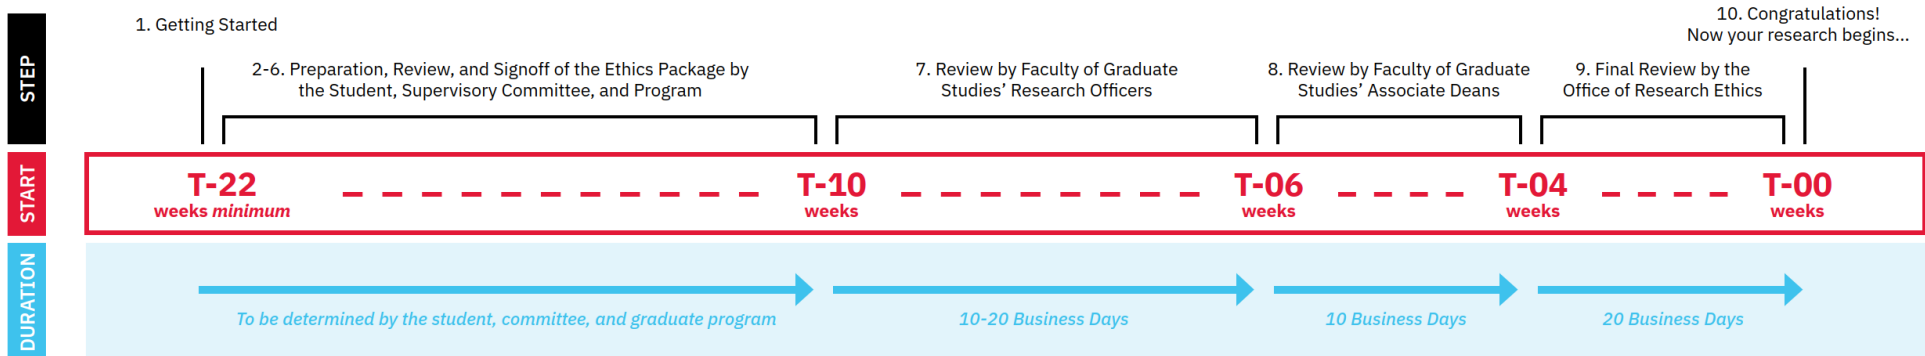 STEP
1. Getting Started
2-6. Preparation, Review, and Signoff of the Ethics Package by
the Student, Supervisory Committee, and Program
7. Review by Faculty of Graduate
Studies’ Research Officers
8. Review by Faculty of Graduate
Studies’ Associate Deans
9. Final Review by the
Office of Research Ethics
10. Congratulations!
Now your research begins...
START
T-22
weeks minimum
T-10
weeks
T-06
weeks
T-04
weeks
T-00
weeks
DURATION
To be determined by the student, committee, and graduate program
10-20 Business Days
10 Business Days
20 Business Days